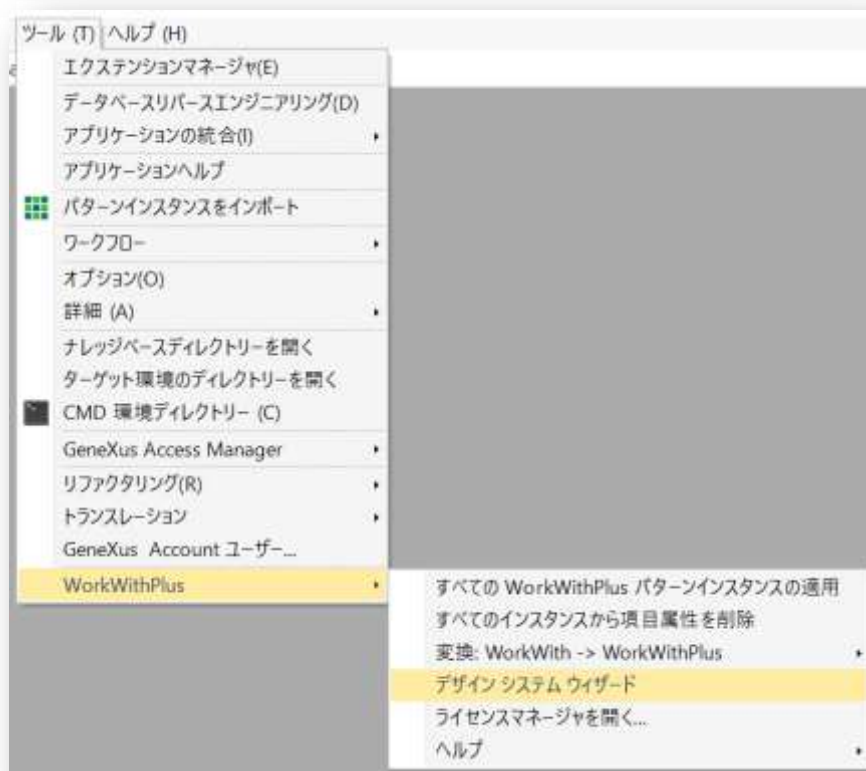 ツール (T) ヘルプ (H)
エクステンションマネージャ(E)
データベースリバースエンジニアリング(D)
アプリケーションの統合(I)
アプリケーションヘルプ
パターンインスタンスをインポート
ワークフロー
オプション(O)
詳細 (A)
ナレッジベースディレクトリーを開く
ターゲット環境のディレクトリーを開く
CMD 環境ディレクトリー (C)
GeneXus Access Manager
リファクタリング(R)
トランスレーション
GeneXus Account ユーザー...
WorkWithPlus
すべての WorkWithPlus パターンインスタンスの適用
すべてのインスタンスから項目属性を削除
変換: WorkWith -> WorkWithPlus
デザイン システム ウィザード
ライセンスマネージャを開く...
ヘルプ